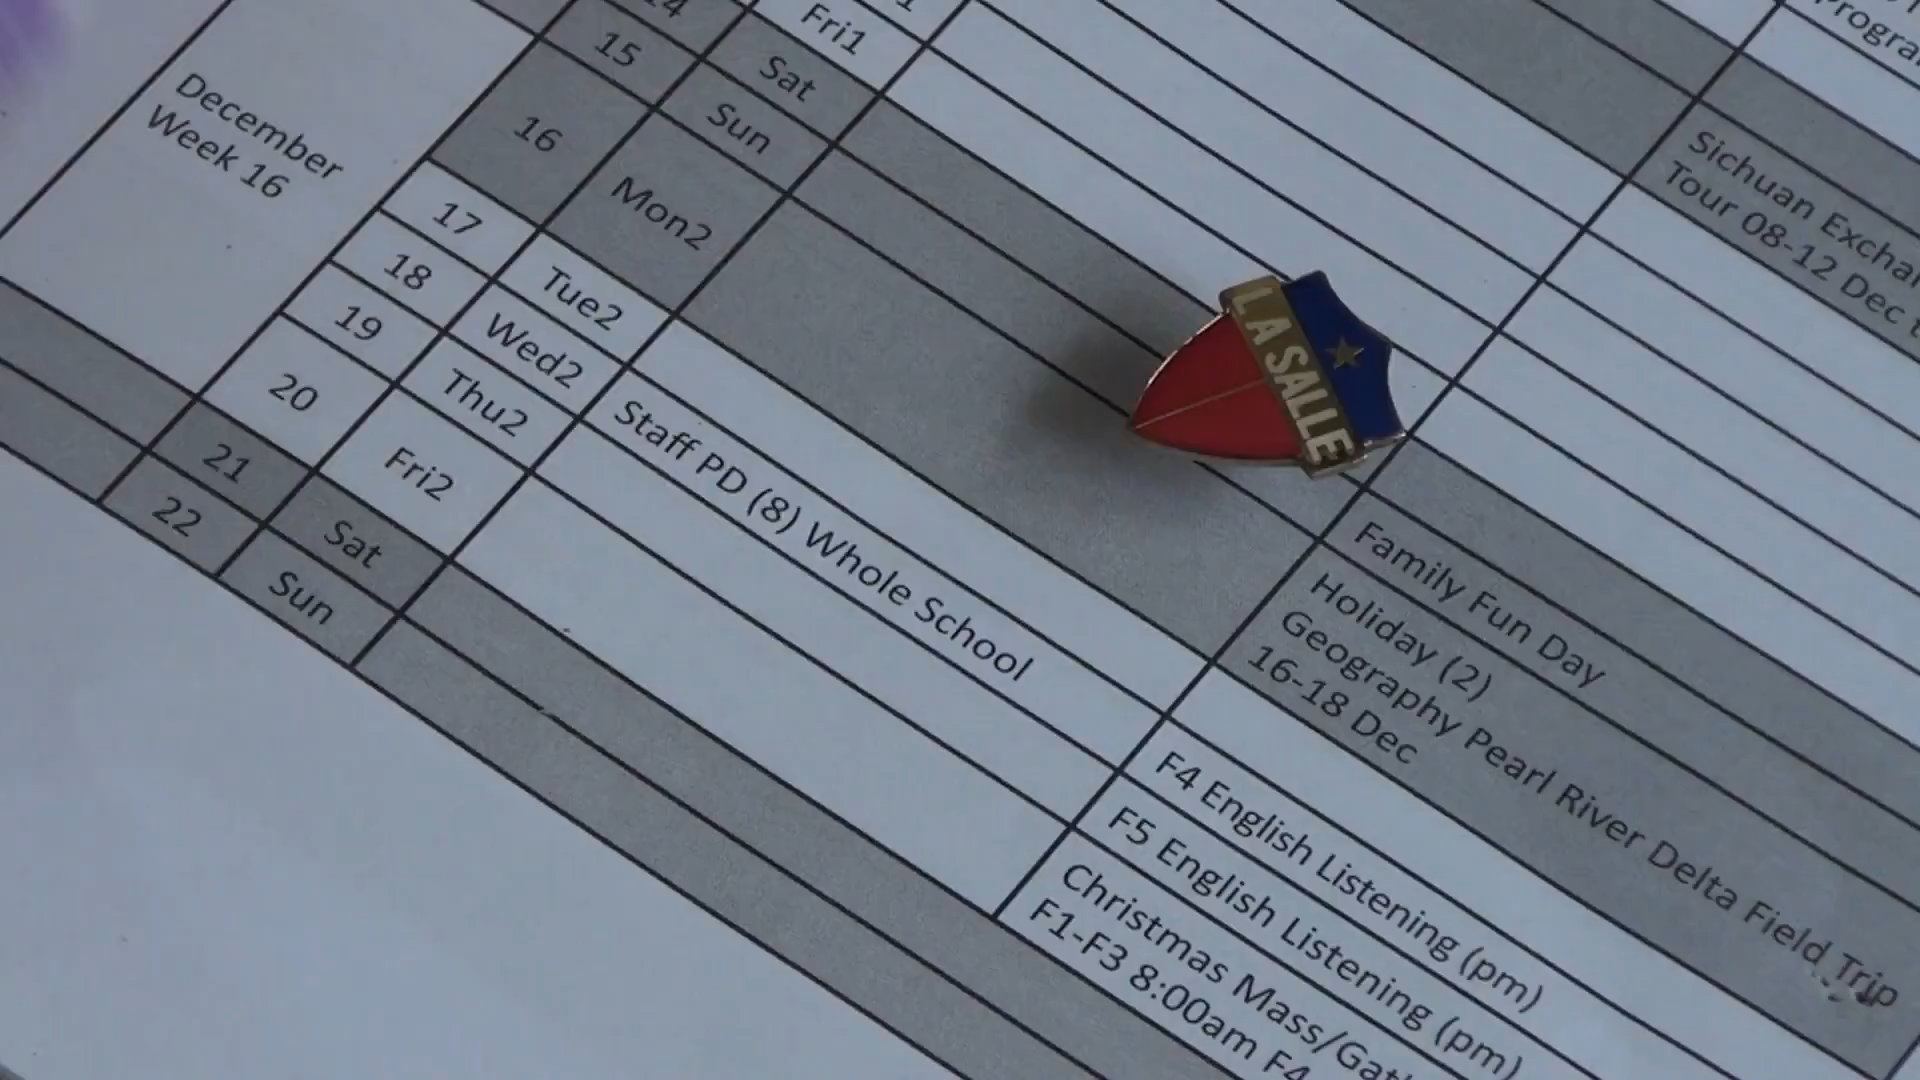 Fri1
Progra
14
Sat
15
Sun
Sichuan Exchan
Tour 08-12 Dec t
December
Week 16
16
Mon2
Family Fun Day
Holiday (2)
Geography Pearl River Delta Field Trip
16-18 Dec
17
Tue2
18
Wed2
Staff PD (8) Whole School
F4 English Listening (pm)
19
Thu2
F5 English Listening (pm)
20
Fri2
Christmas Mass/Gath
F1-F3 8:00am F4
21
Sat
22
Sun
LA SALLE